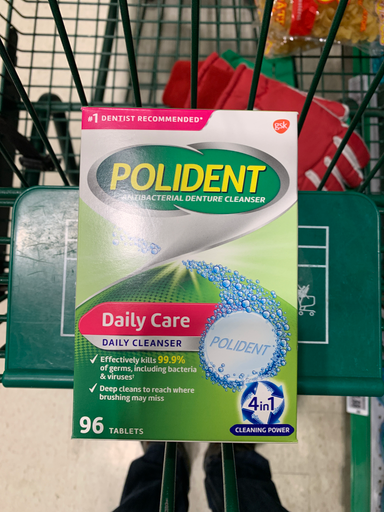 #1 DENTIST RECOMMENDED*
gsk
POLIDENT
ANTIBACTERIAL DENTURE CLEANSER
Daily Care
DAILY CLEANSER
POLIDENT
✓ Effectively kills 99.9%
of germs, including bacteria
& viruses†
✓ Deep cleans to reach where
brushing may miss
4in1
CLEANING POWER
96 TABLETS